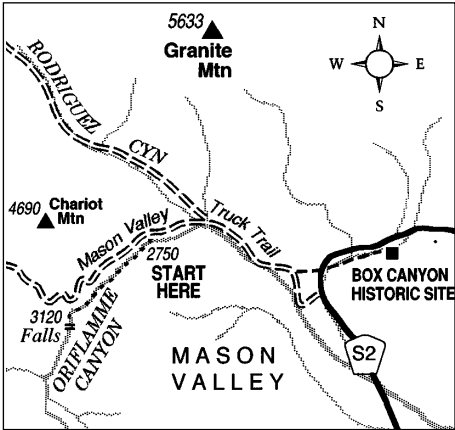 5633
Granite
Mtn
N
W E
S
RODRIGUEZ
CYN
4690 Chariot
Mtn
Mason Valley
Truck Trail
2750
START
HERE
BOX CANYON
HISTORIC SITE
3120
Falls
ORIFLAMME
CANYON
MASON
VALLEY
S2